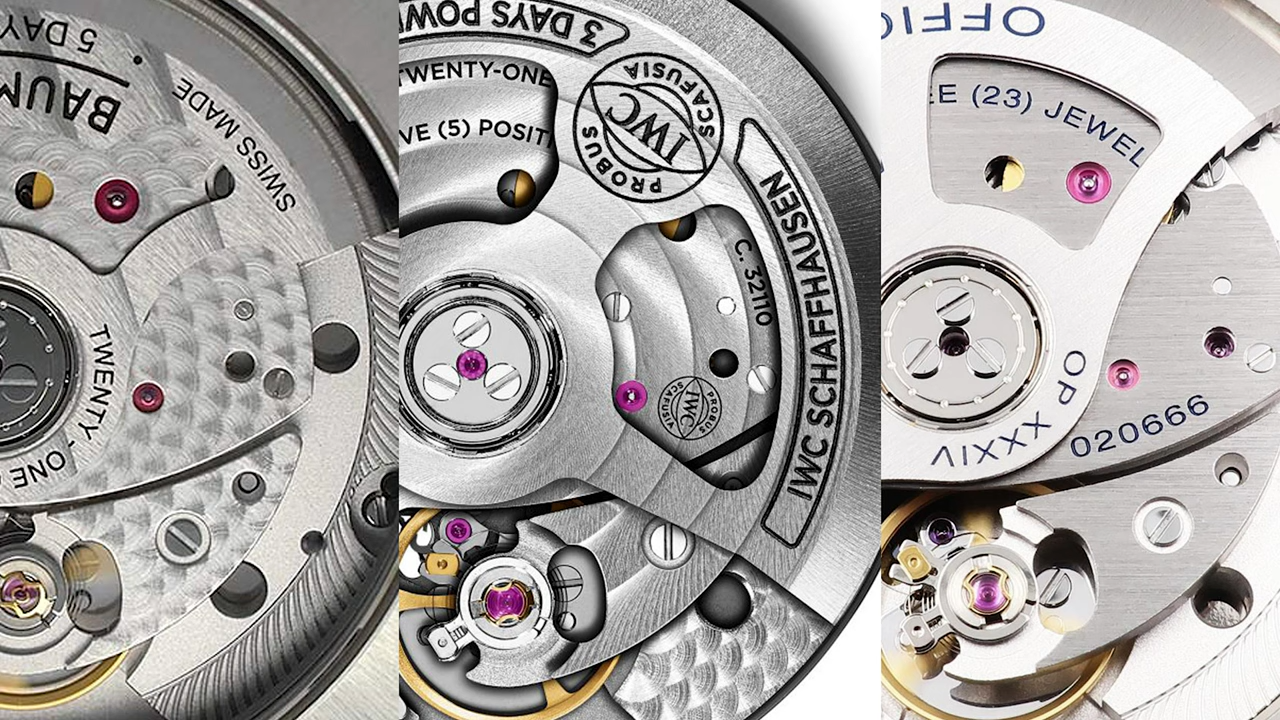 5 DAY
BAUM
SWISS MADE
TWENTY - ONE
3 DAYS POW
TWENTY-ONE
VE (5) POSIT
PROBUS SCAFUSIA
IWC
IWC SCHAFFHAUSEN
C. 32110
PROBUS SCAFUSIA
IWC
OFFIC
E (23) JEWEL
OP XXXIV
020666